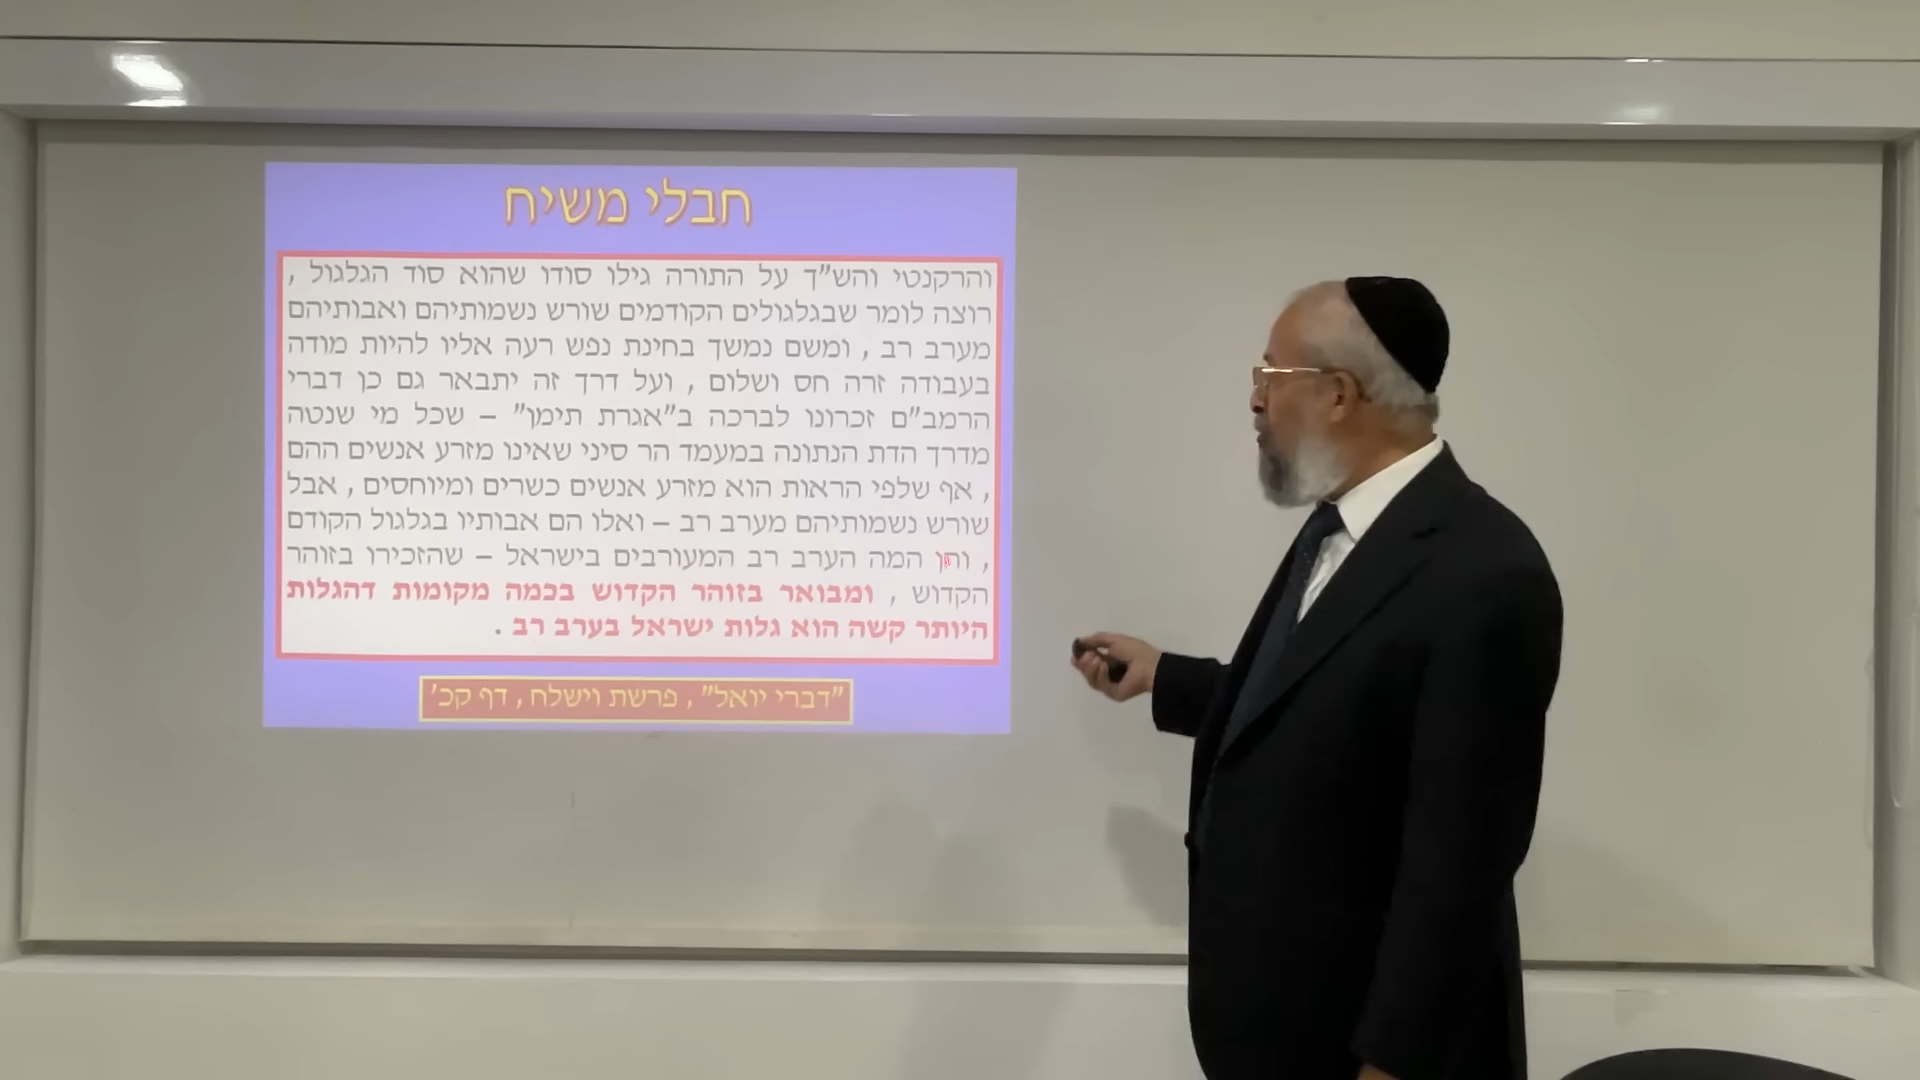 חבלי משיח
והרקנטי והש"ך על התורה גילו סודו שהוא סוד הגלגול ,
רוצה לומר שבגלגולים הקודמים שורש נשמותיהם ואבותיהם
מערב רב , ומשם נמשך בחינת נפש רעה אליו להיות מודה
בעבודה זרה חס ושלום , ועל דרך זה יתבאר גם כן דברי
הרמב"ם זכרונו לברכה ב"אגרת תימן" – שכל מי שנטה
מדרך הדת הנתונה במעמד הר סיני שאינו מזרע אנשים ההם
, אף שלפי הראות הוא מזרע אנשים כשרים ומיוחסים , אבל
שורש נשמותיהם מערב רב – ואלו הם אבותיו בגלגול הקודם
, והן המה הערב רב המעורבים בישראל – שהזכירו בזוהר
הקדוש , ומבואר בזוהר הקדוש בכמה מקומות דהגלות
היותר קשה הוא גלות ישראל בערב רב .
"דברי יואל" , פרשת וישלח , דף קכ'